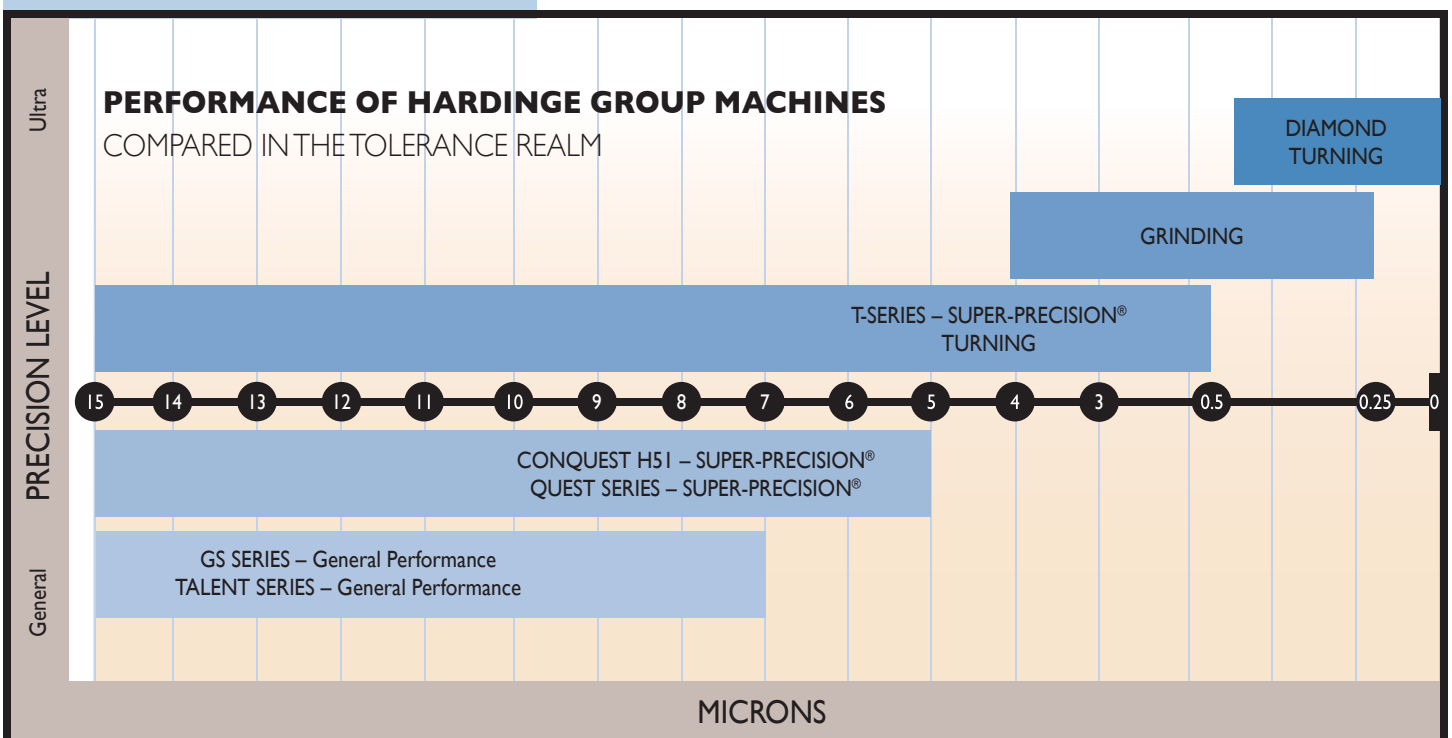 PERFORMANCE OF HARDINGE GROUP MACHINES
COMPARED IN THE TOLERANCE REALM
Ultra
PRECISION LEVEL
General
DIAMOND
TURNING
GRINDING
T-SERIES – SUPER-PRECISION®
TURNING
15 14 13 12 11 10 9 8 7 6 5 4 3 0.5 0.25 0
CONQUEST H51 – SUPER-PRECISION®
QUEST SERIES – SUPER-PRECISION®
GS SERIES – General Performance
TALENT SERIES – General Performance
MICRONS